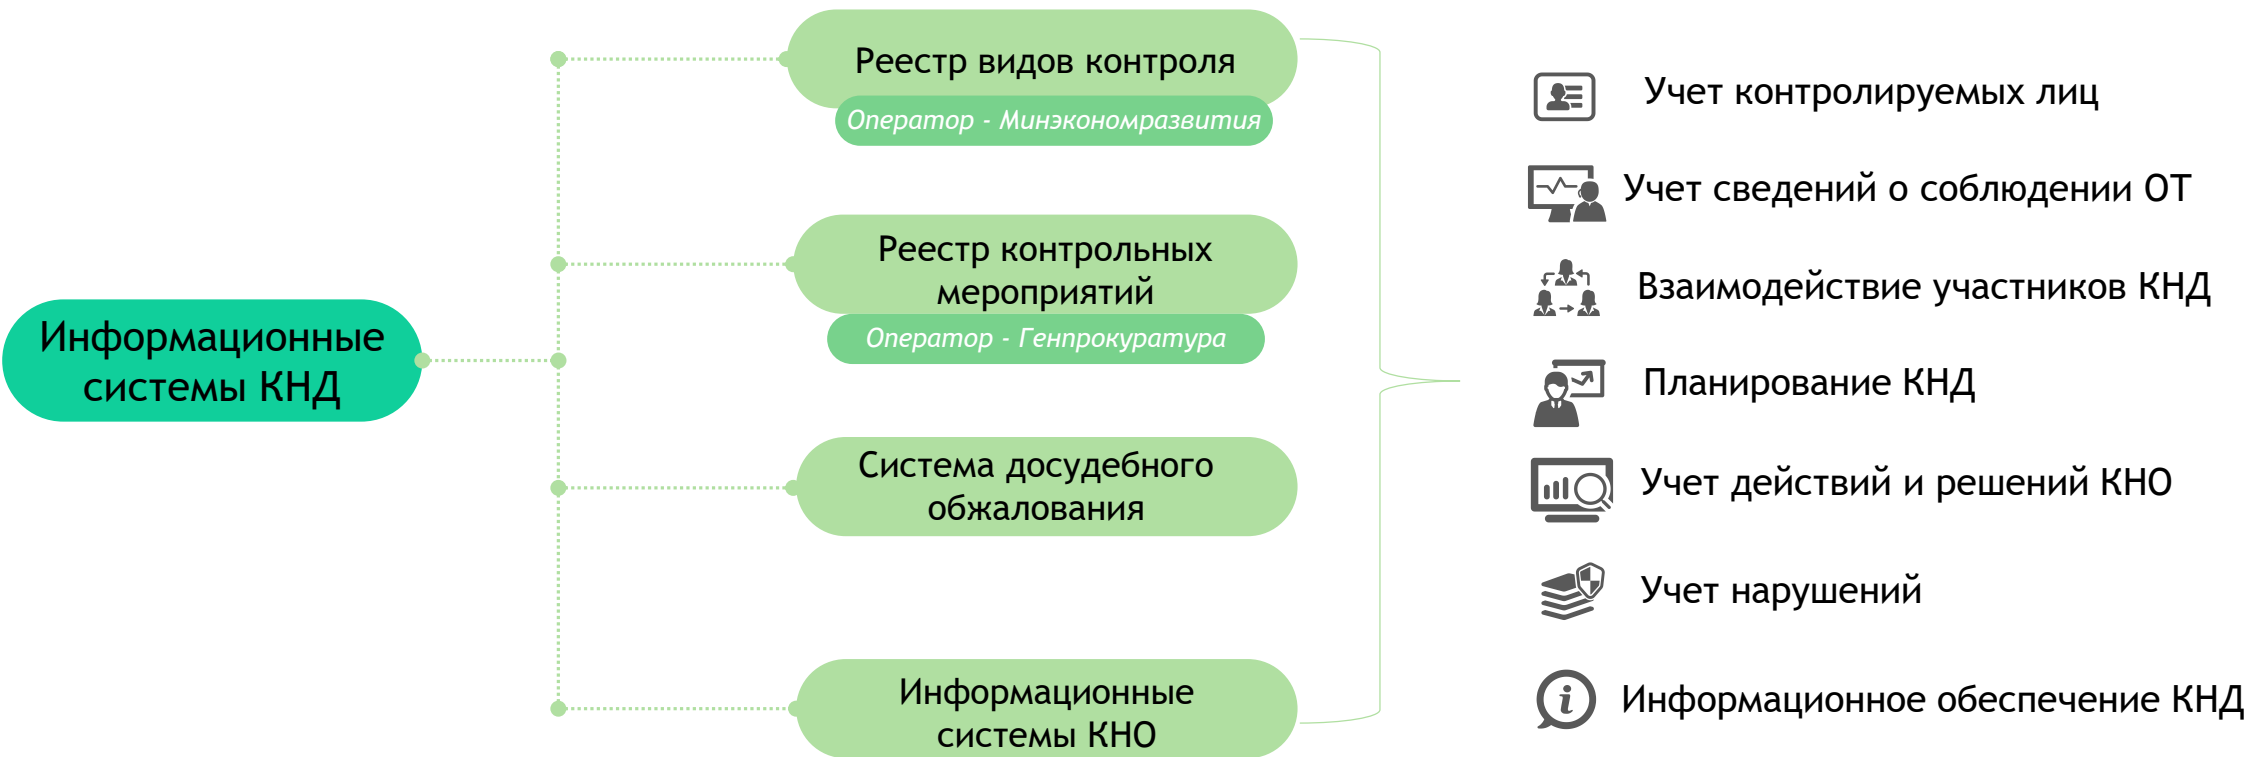 Информационные
системы КНД
Реестр видов контроля
Оператор - Минэкономразвития
Реестр контрольных
мероприятий
Оператор - Генпрокуратура
Система досудебного
обжалования
Информационные
системы КНО
Учет контролируемых лиц
Учет сведений о соблюдении ОТ
Взаимодействие участников КНД
Планирование КНД
Учет действий и решений КНО
Учет нарушений
Информационное обеспечение КНД